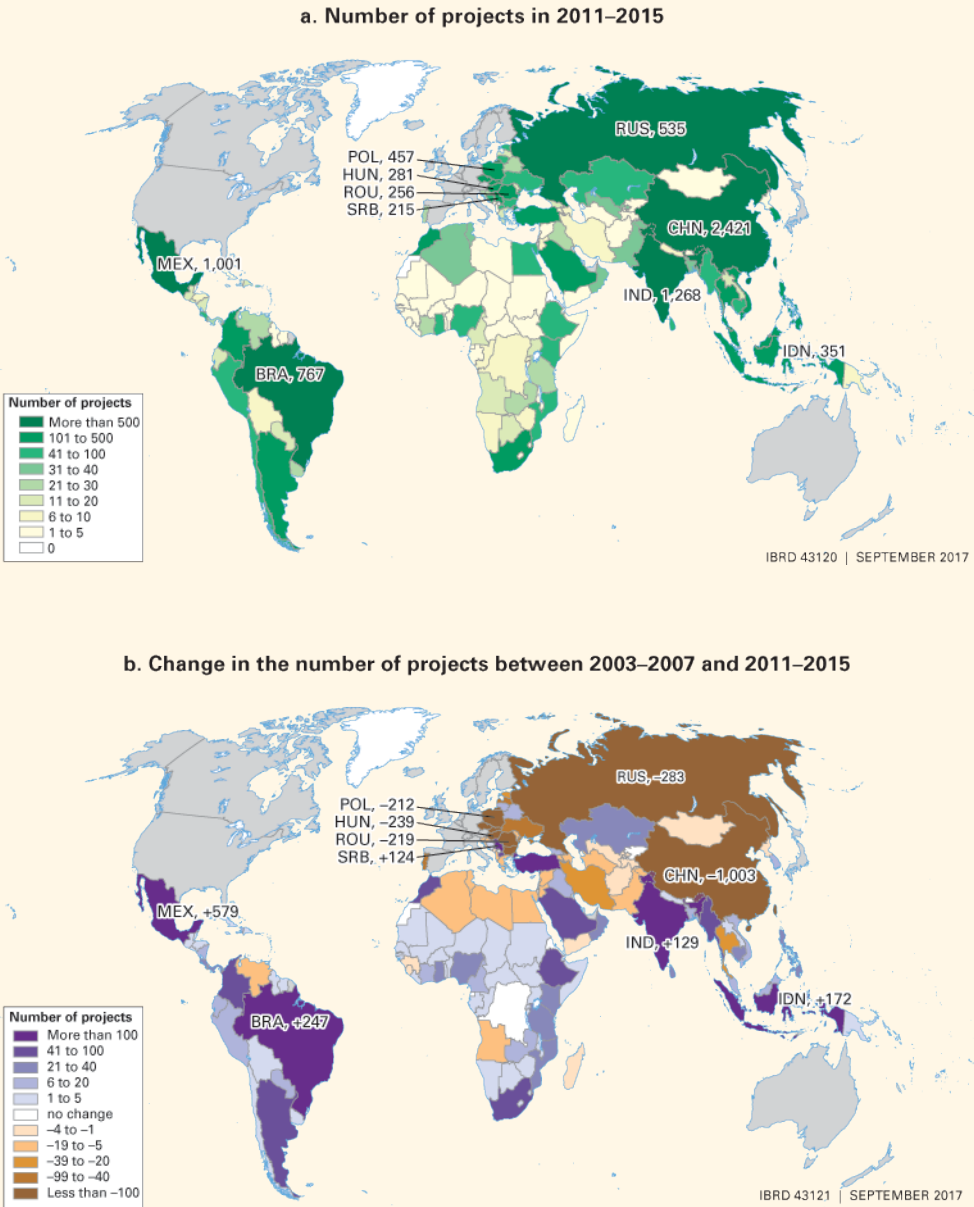 a. Number of projects in 2011–2015
RUS, 535
POL, 457
HUN, 281
ROU, 256
SRB, 215
CHN, 2,421
MEX, 1,001
IND, 1,268
IDN, 351
BRA, 767
Number of projects
More than 500
101 to 500
41 to 100
31 to 40
21 to 30
11 to 20
6 to 10
1 to 5
0
IBRD 43120 | SEPTEMBER 2017
b. Change in the number of projects between 2003–2007 and 2011–2015
RUS, –283
POL, –212
HUN, –239
ROU, –219
SRB, +124
CHN, –1,003
MEX, +579
IND, +129
IDN, +172
BRA, +247
Number of projects
More than 100
41 to 100
21 to 40
6 to 20
1 to 5
no change
–4 to –1
–19 to –5
–39 to –20
–99 to –40
Less than –100
IBRD 43121 | SEPTEMBER 2017